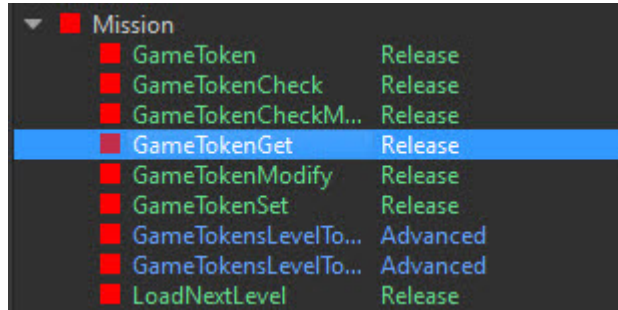 Mission
GameToken Release
GameTokenCheck Release
GameTokenCheckM... Release
GameTokenGet Release
GameTokenModify Release
GameTokenSet Release
GameTokensLevelTo... Advanced
GameTokensLevelTo... Advanced
LoadNextLevel Release